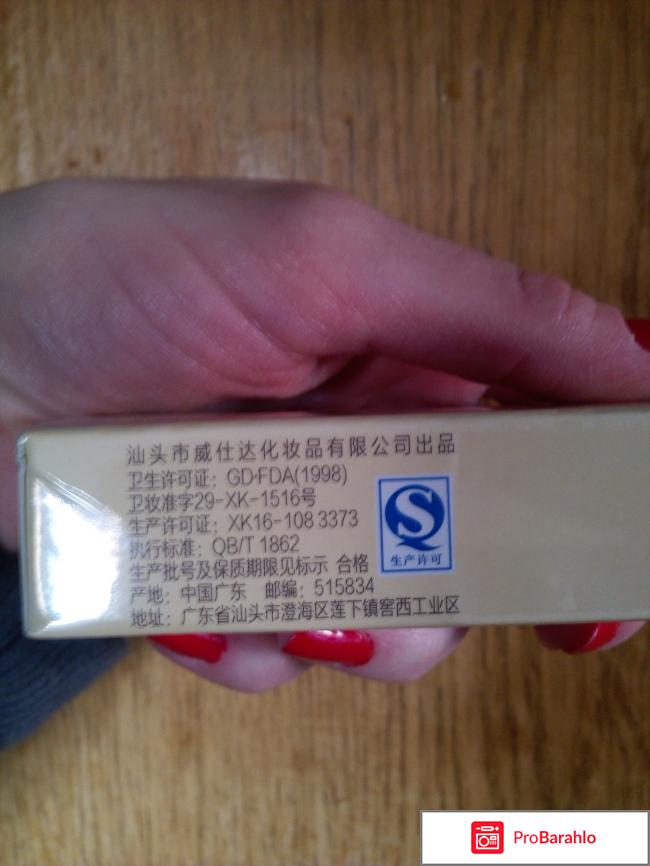 汕头市威仕达化妆品有限公司出品
卫生许可证：GD·FDA(1998)
卫妆准字29-XK-1516号
生产许可证：XK16-108 3373
执行标准：QB/T 1862
生产批号及保质期限见标示 合格
产地：中国广东 邮编：515834
地址：广东省汕头市澄海区莲下镇窖西工业区
生产许可
ProBarahlo